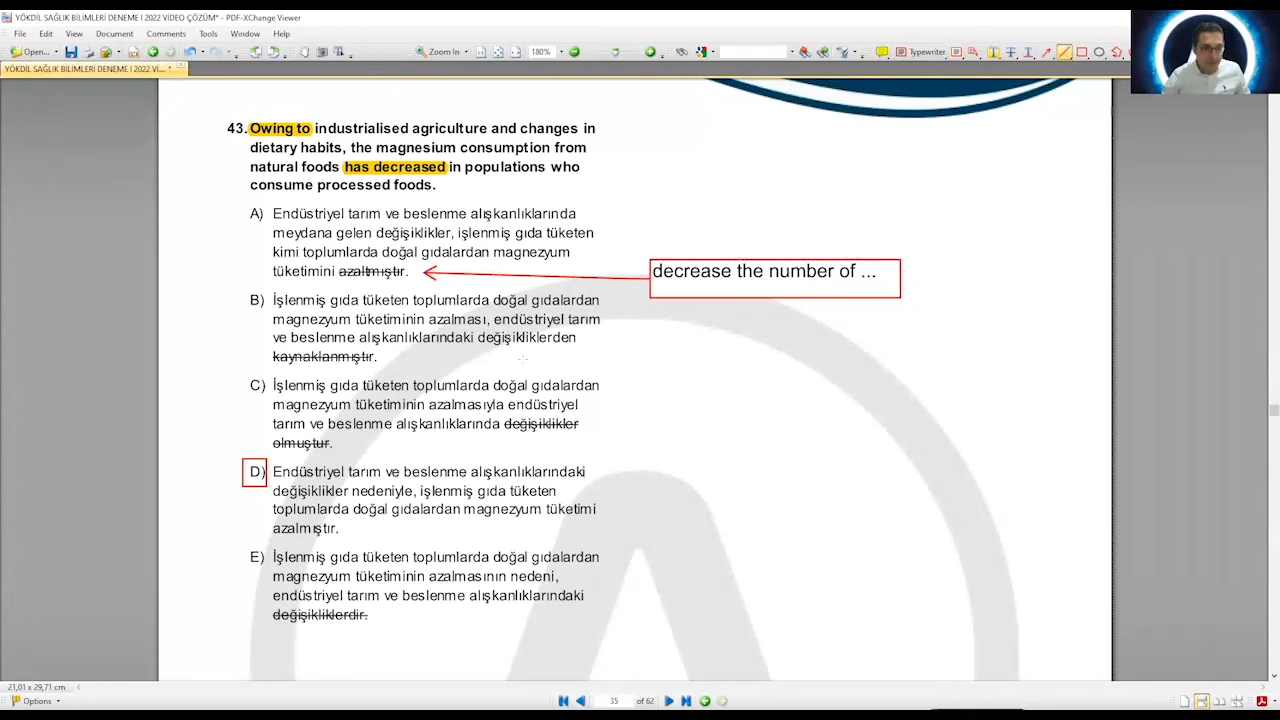 YÖKDİL SAĞLIK BİLİMLERİ DENEME I 2022 VİDEO ÇÖZÜM* - PDF-XChange Viewer
File Edit View Document Comments Tools Window Help
Open... Zoom In 180% Typewriter
YÖKDİL SAĞLIK BİLİMLERİ DENEME I 2022 Vİ... *
43. Owing to industrialised agriculture and changes in
dietary habits, the magnesium consumption from
natural foods has decreased in populations who
consume processed foods.
A) Endüstriyel tarım ve beslenme alışkanlıklarında
meydana gelen değişiklikler, işlenmiş gıda tüketen
kimi toplumlarda doğal gıdalardan magnezyum
tüketimini azaltmıştır.
decrease the number of ...
B) İşlenmiş gıda tüketen toplumlarda doğal gıdalardan
magnezyum tüketiminin azalması, endüstriyel tarım
ve beslenme alışkanlıklarındaki değişikliklerden
kaynaklanmıştır.
C) İşlenmiş gıda tüketen toplumlarda doğal gıdalardan
magnezyum tüketiminin azalmasıyla endüstriyel
tarım ve beslenme alışkanlıklarında değişiklikler
olmuştur.
D) Endüstriyel tarım ve beslenme alışkanlıklarındaki
değişiklikler nedeniyle, işlenmiş gıda tüketen
toplumlarda doğal gıdalardan magnezyum tüketimi
azalmıştır.
E) İşlenmiş gıda tüketen toplumlarda doğal gıdalardan
magnezyum tüketiminin azalmasının nedeni,
endüstriyel tarım ve beslenme alışkanlıklarındaki
değişikliklerdir.
21,01 x 29,71 cm
Options 35 of 62